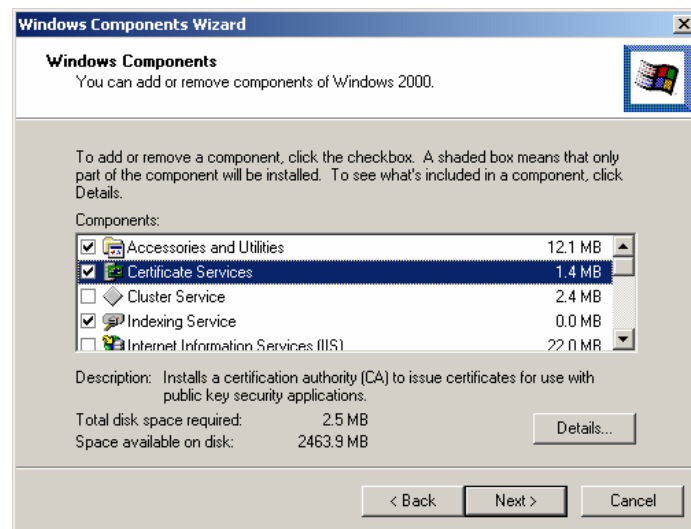 Windows Components Wizard
Windows Components
You can add or remove components of Windows 2000.
To add or remove a component, click the checkbox. A shaded box means that only
part of the component will be installed. To see what's included in a component, click
Details.
Components:
Accessories and Utilities 12.1 MB
Certificate Services 1.4 MB
Cluster Service 2.4 MB
Indexing Service 0.0 MB
Internet Information Services (IIS) 22.0 MB
Description: Installs a certification authority (CA) to issue certificates for use with
public key security applications.
Total disk space required: 2.5 MB
Space available on disk: 2463.9 MB
Details...
< Back Next > Cancel